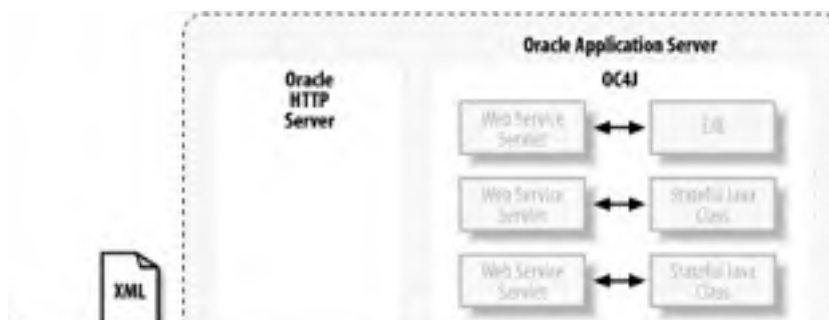 Oracle Application Server
Oracle
HTTP
Server
OC4J
Web Service
Servlet
EJB
Web Service
Servlet
Stateful Java
Class
Web Service
Servlet
Stateful Java
Class
XML